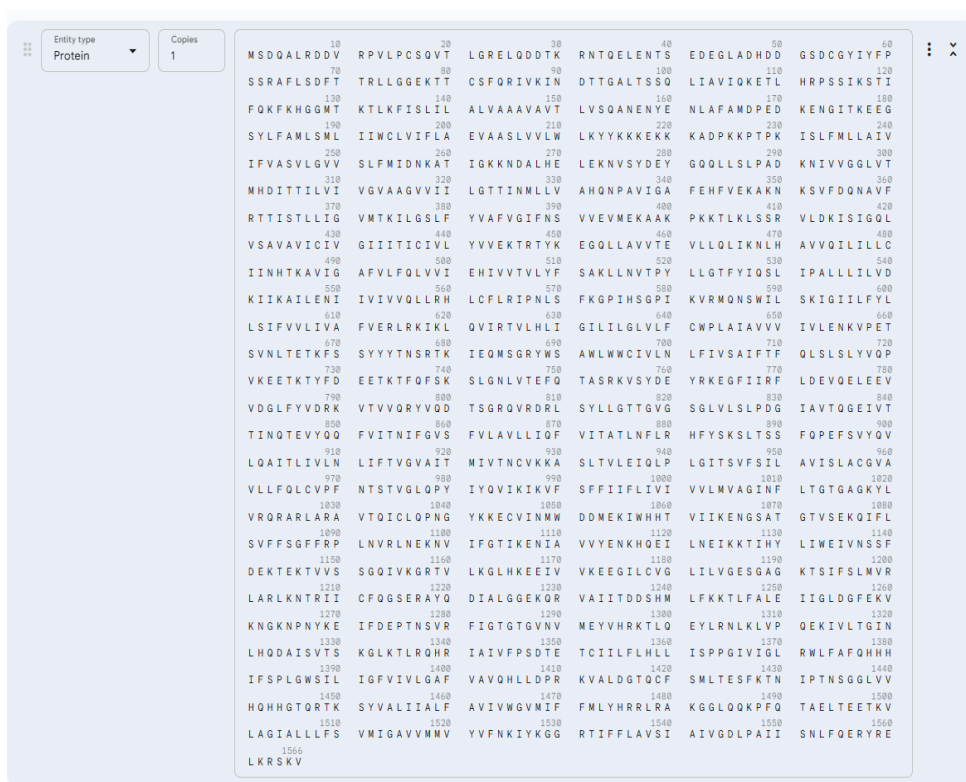 Entity type
Protein
Copies
1
10 20 30 40 50 60
MSDQALRDDV RPVLPCSQVT LGRELQDDTK RNTQELENTS EDEGLADHDD GSDCGYIYFP
70 80 90 100 110 120
SSRAFLSDFT TRLLGGEKTT CSFQRIVKIN DTTGALTSSQ LIAVIQKETL HRPSSIKSTI
130 140 150 160 170 180
FQKFKHGGMT KTLKFISLIL ALVAAAVAVT LVSQANENYE NLAFAMDPED KENGITKEEG
190 200 210 220 230 240
SYLFAMLSML IIWCLVIFLA EVAASLVVLW LKYYKKKEKK KADPKKPTPK ISLFMLLAIV
250 260 270 280 290 300
IFVASVLGVV SLFMIDNKAT IGKKNDALHE LEKNVSYDEY GQQLLSLPAD KNIVVGGLVT
310 320 330 340 350 360
MHDITTILVI VGVAAGVVII LGTTINMLLV AHQNPAVIGA FEHFVEKAKN KSVFDQNAVF
370 380 390 400 410 420
RTTISTLLIG VMTKILGSLF YVAFVGIFNS VVEVMEKAAK PKKTLKLSSR VLDKISIGQL
430 440 450 460 470 480
VSAVAVICIV GIIITICIVL YVVEKTRTYK EGQLLAVVTE VLLQLIKNLH AVVQILILLC
490 500 510 520 530 540
IINHTKAVIG AFVLFQLVVI EHIVVTVLYF SAKLLNVTPY LLGTFYIQSL IPALLLILVD
550 560 570 580 590 600
KIIKAILENI IVIVVQLLRH LCFLRIPNLS FKGPIHSGPI KVRMQNSWIL SKIGIILFYL
610 620 630 640 650 660
LSIFVVLIVA FVERLRKIKL QVIRTVLHLI GILILGLVLF CWPLAIAVVV IVLENKVPET
670 680 690 700 710 720
SVNLTETKFS SYYYTNSRTK IEQMSGRYWS AWLWWCIVLN LFIVSAIFTF QLSLSLYVQP
730 740 750 760 770 780
VKEETKTYFD EETKTFQFSK SLGNLVTEFQ TASRKVSYDE YRKEGFIIRF LDEVQELEEV
790 800 810 820 830 840
VDGLFYVDRK VTVVQRYVQD TSGRQVRDRL SYLLGTTGVG SGLVLSLPDG IAVTQGEIVT
850 860 870 880 890 900
TINQTEVYQQ FVITNIFGVS FVLAVLLIQF VITATLNFLR HFYSKSLTSS FQPEFSVYQV
910 920 930 940 950 960
LQAITLIVLN LIFTVGVAIT MIVTNCVKKA SLTVLEIQLP LGITSVFSIL AVISLACGVA
970 980 990 1000 1010 1020
VLLFQLCVPF NTSTVGLQPY IYQVIKIKVF SFFIIFLIVI VVLMVAGINF LTGTGAGKYL
1030 1040 1050 1060 1070 1080
VRQRARLARA VTQICLQPNG YKKECVINMW DDMEKIWHHT VIIKENGSAT GTVSEKQIFL
1090 1100 1110 1120 1130 1140
SVFFSGFFRP LNVRLNEKNV IFGTIKENIA VVYENKHQEI LNEIKKTIHY LIWEIVNSSF
1150 1160 1170 1180 1190 1200
DEKTEKTVVS SGQIVKGRTV LKGLHKEEIV VKEEGILCVG LILVGESGAG KTSIFSLMVR
1210 1220 1230 1240 1250 1260
LARLKNTRII CFQGSERAYQ DIALGGEKQR VAIITDDSHM LFKKTLFALE IIGLDGFEKV
1270 1280 1290 1300 1310 1320
KNGKNPNYKE IFDEPTNSVR FIGTGTGVNV MEYVHRKTLQ EYLRNLKLVP QEKIVLTGIN
1330 1340 1350 1360 1370 1380
LHQDAISVTS KGLKTLRQHR IAIVFPSDTE TCIILFLHLL ISPPGIVIGL RWLFAFQHHH
1390 1400 1410 1420 1430 1440
IFSPLGWSIL IGFVIVLGAF VAVQHLLDPR KVALDGTQCF SMLTESFKTN IPTNSGGLVV
1450 1460 1470 1480 1490 1500
HQHHGTQRTK SYVALIIALF AVIVWGVMIF FMLYHRRLRA KGGLQQKPFQ TAELTEETKV
1510 1520 1530 1540 1550 1560
LAGIALLLFS VMIGAVVMMV YVFNKIYKGG RTIFFLAVSI AIVGDLPAII SNLFQERYRE
1566
LKRSKV